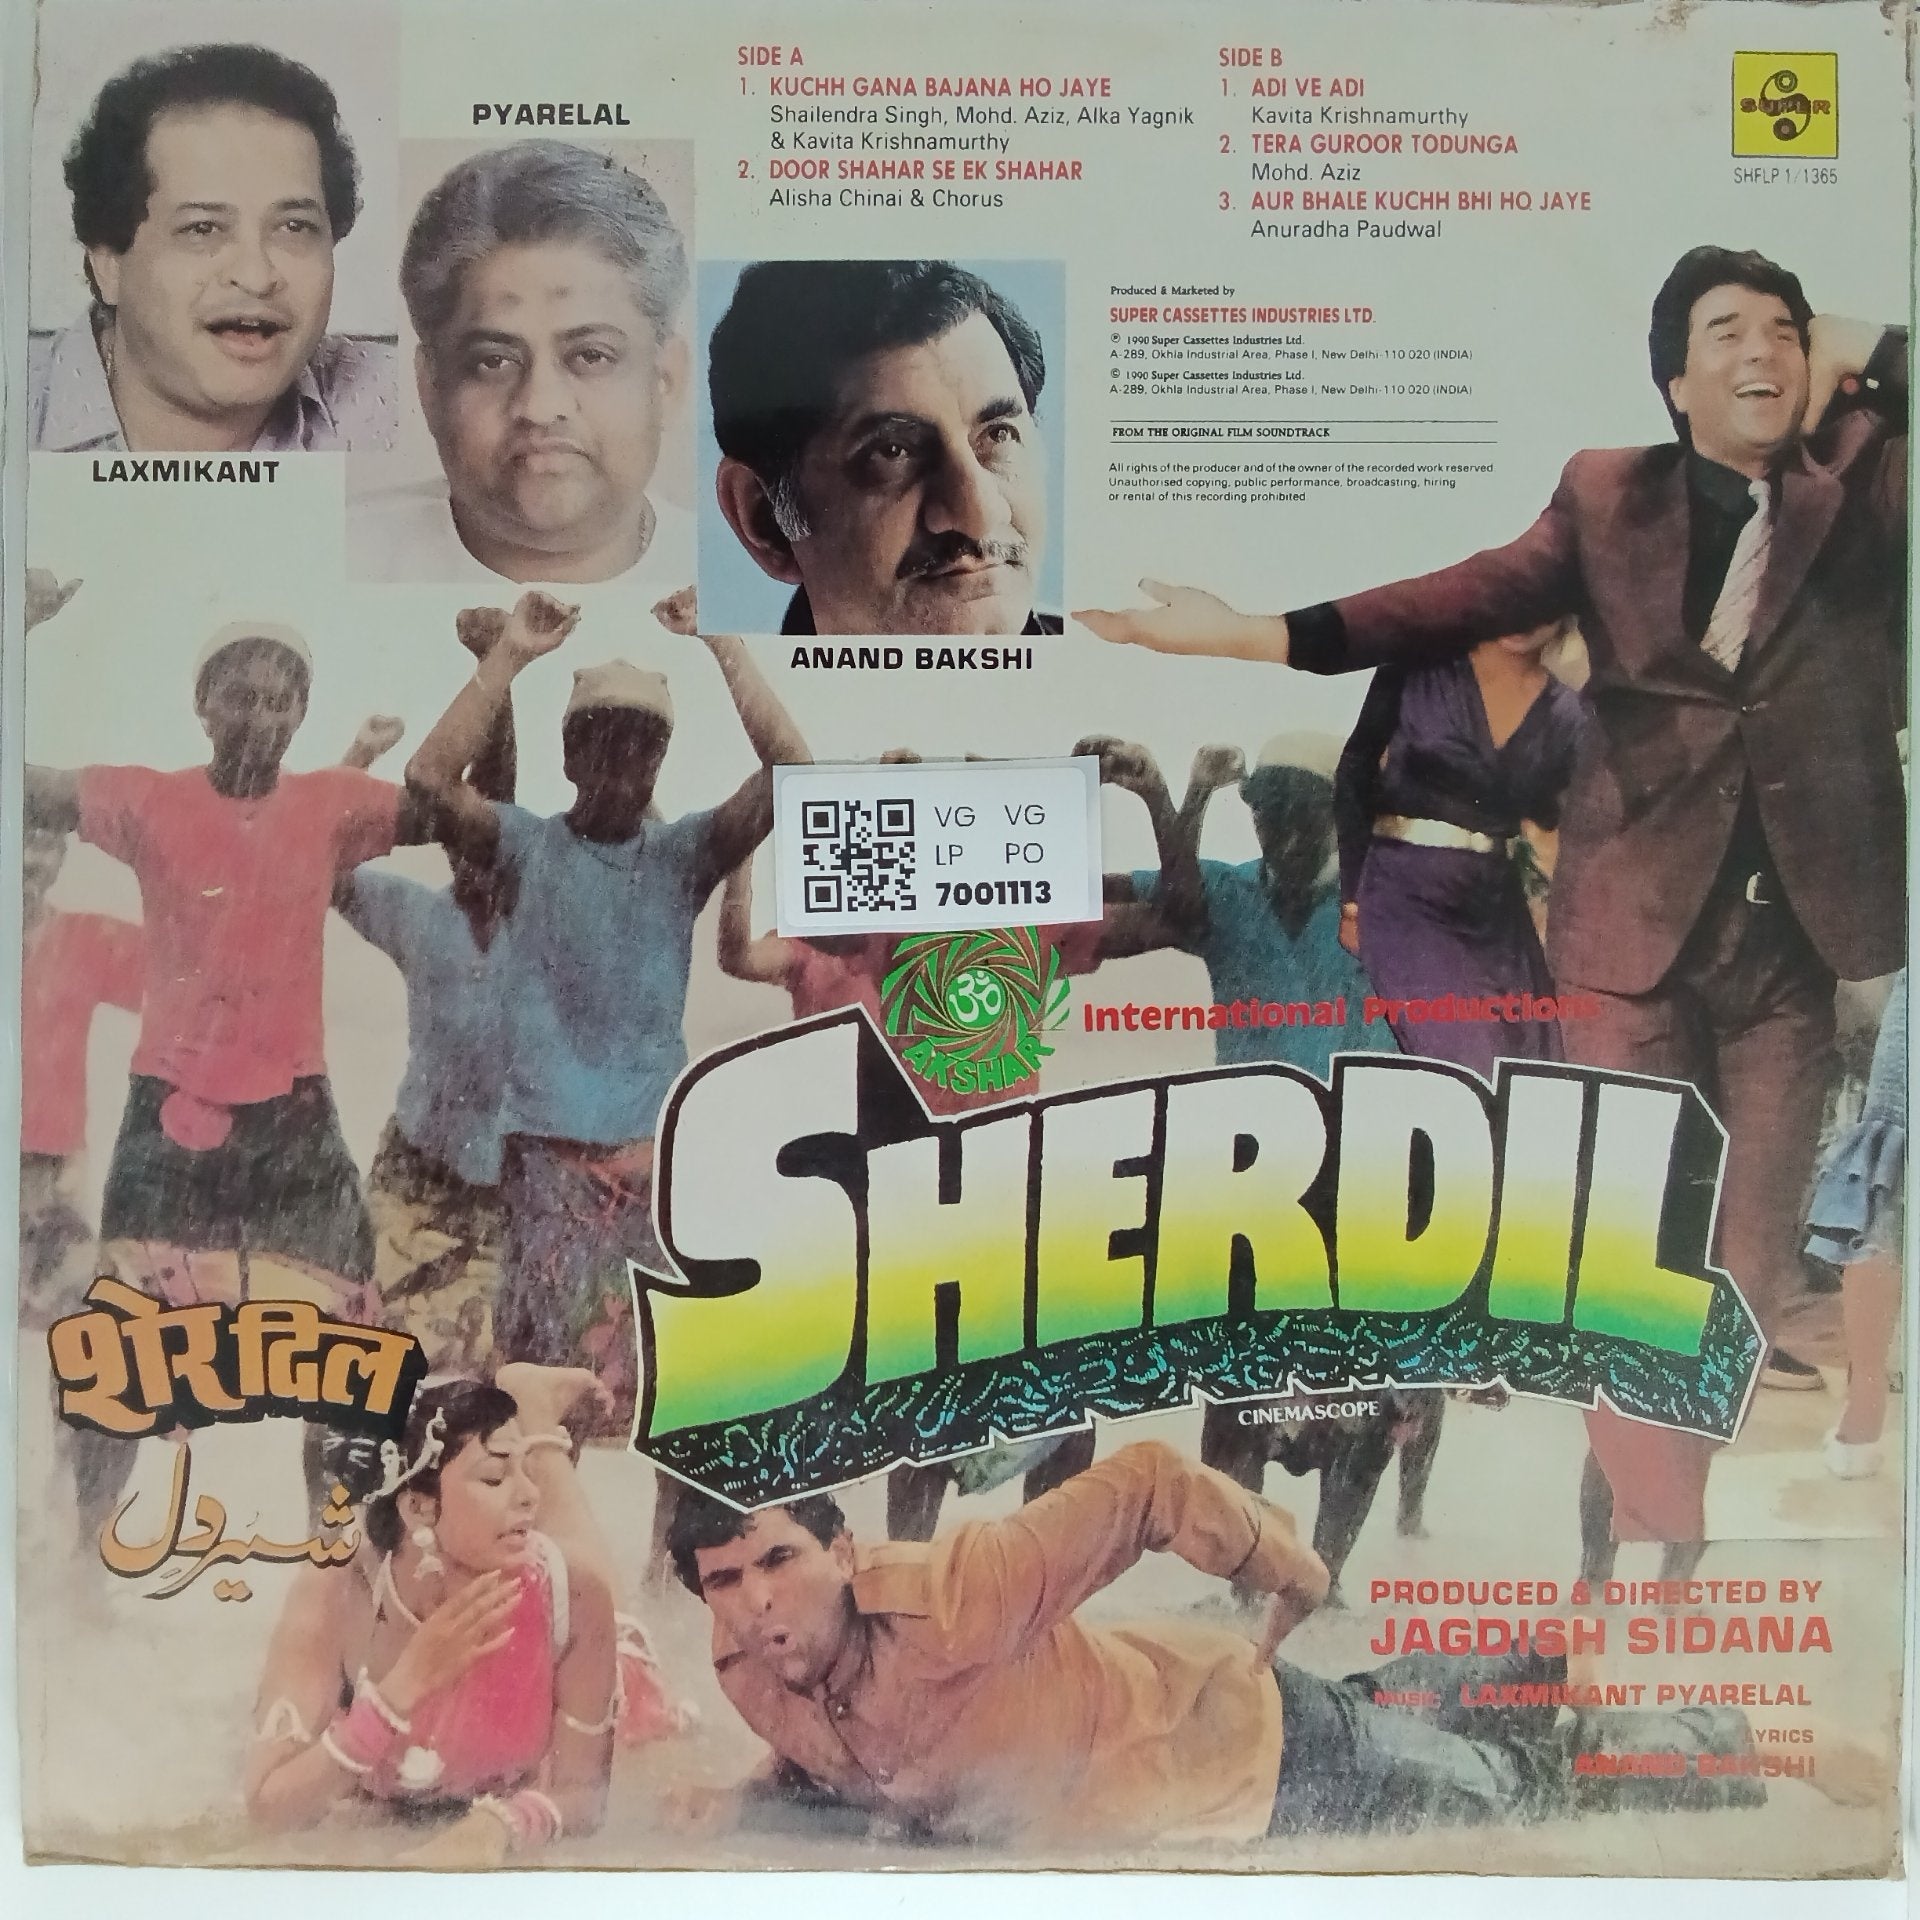 PYARELAL
LAXMIKANT
ANAND BAKSHI
SIDE A
1. KUCHH GANA BAJANA HO JAYE
Shailendra Singh, Mohd. Aziz, Alka Yagnik
& Kavita Krishnamurthy
2. DOOR SHAHAR SE EK SHAHAR
Alisha Chinai & Chorus
SIDE B
1. ADI VE ADI
Kavita Krishnamurthy
2. TERA GUROOR TODUNGA
Mohd. Aziz
3. AUR BHALE KUCHH BHI HO JAYE
Anuradha Paudwal
SUPER
SHFLP 1/1365
Produced & Marketed by
SUPER CASSETTES INDUSTRIES LTD.
℗ 1990 Super Cassettes Industries Ltd.
A-289, Okhla Industrial Area, Phase I, New Delhi-110 020 (INDIA)
© 1990 Super Cassettes Industries Ltd.
A-289, Okhla Industrial Area, Phase I, New Delhi-110 020 (INDIA)
FROM THE ORIGINAL FILM SOUNDTRACK
All rights of the producer and of the owner of the recorded work reserved
Unauthorised copying, public performance, broadcasting, hiring
or rental of this recording prohibited
VG VG
LP PO
7001113
ॐ
AKSHAR
International Productions
SHERDIL
CINEMASCOPE
शेरदिल
شیردِل
PRODUCED & DIRECTED BY
JAGDISH SIDANA
MUSIC LAXMIKANT PYARELAL
LYRICS
ANAND BAKSHI